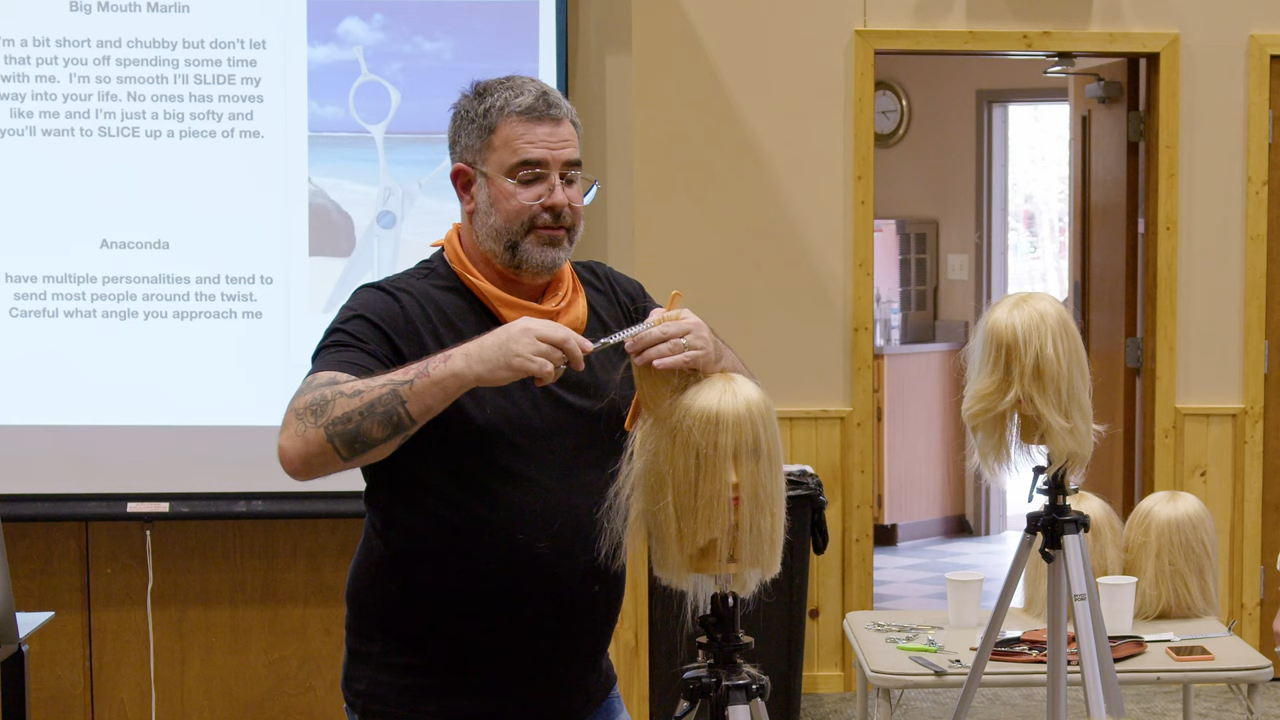 Big Mouth Marlin
I'm a bit short and chubby but don't let
that put you off spending some time
with me. I'm so smooth I'll SLIDE my
way into your life. No ones has moves
like me and I'm just a big softy and
you'll want to SLICE up a piece of me.
Anaconda
have multiple personalities and tend to
send most people around the twist.
Careful what angle you approach me